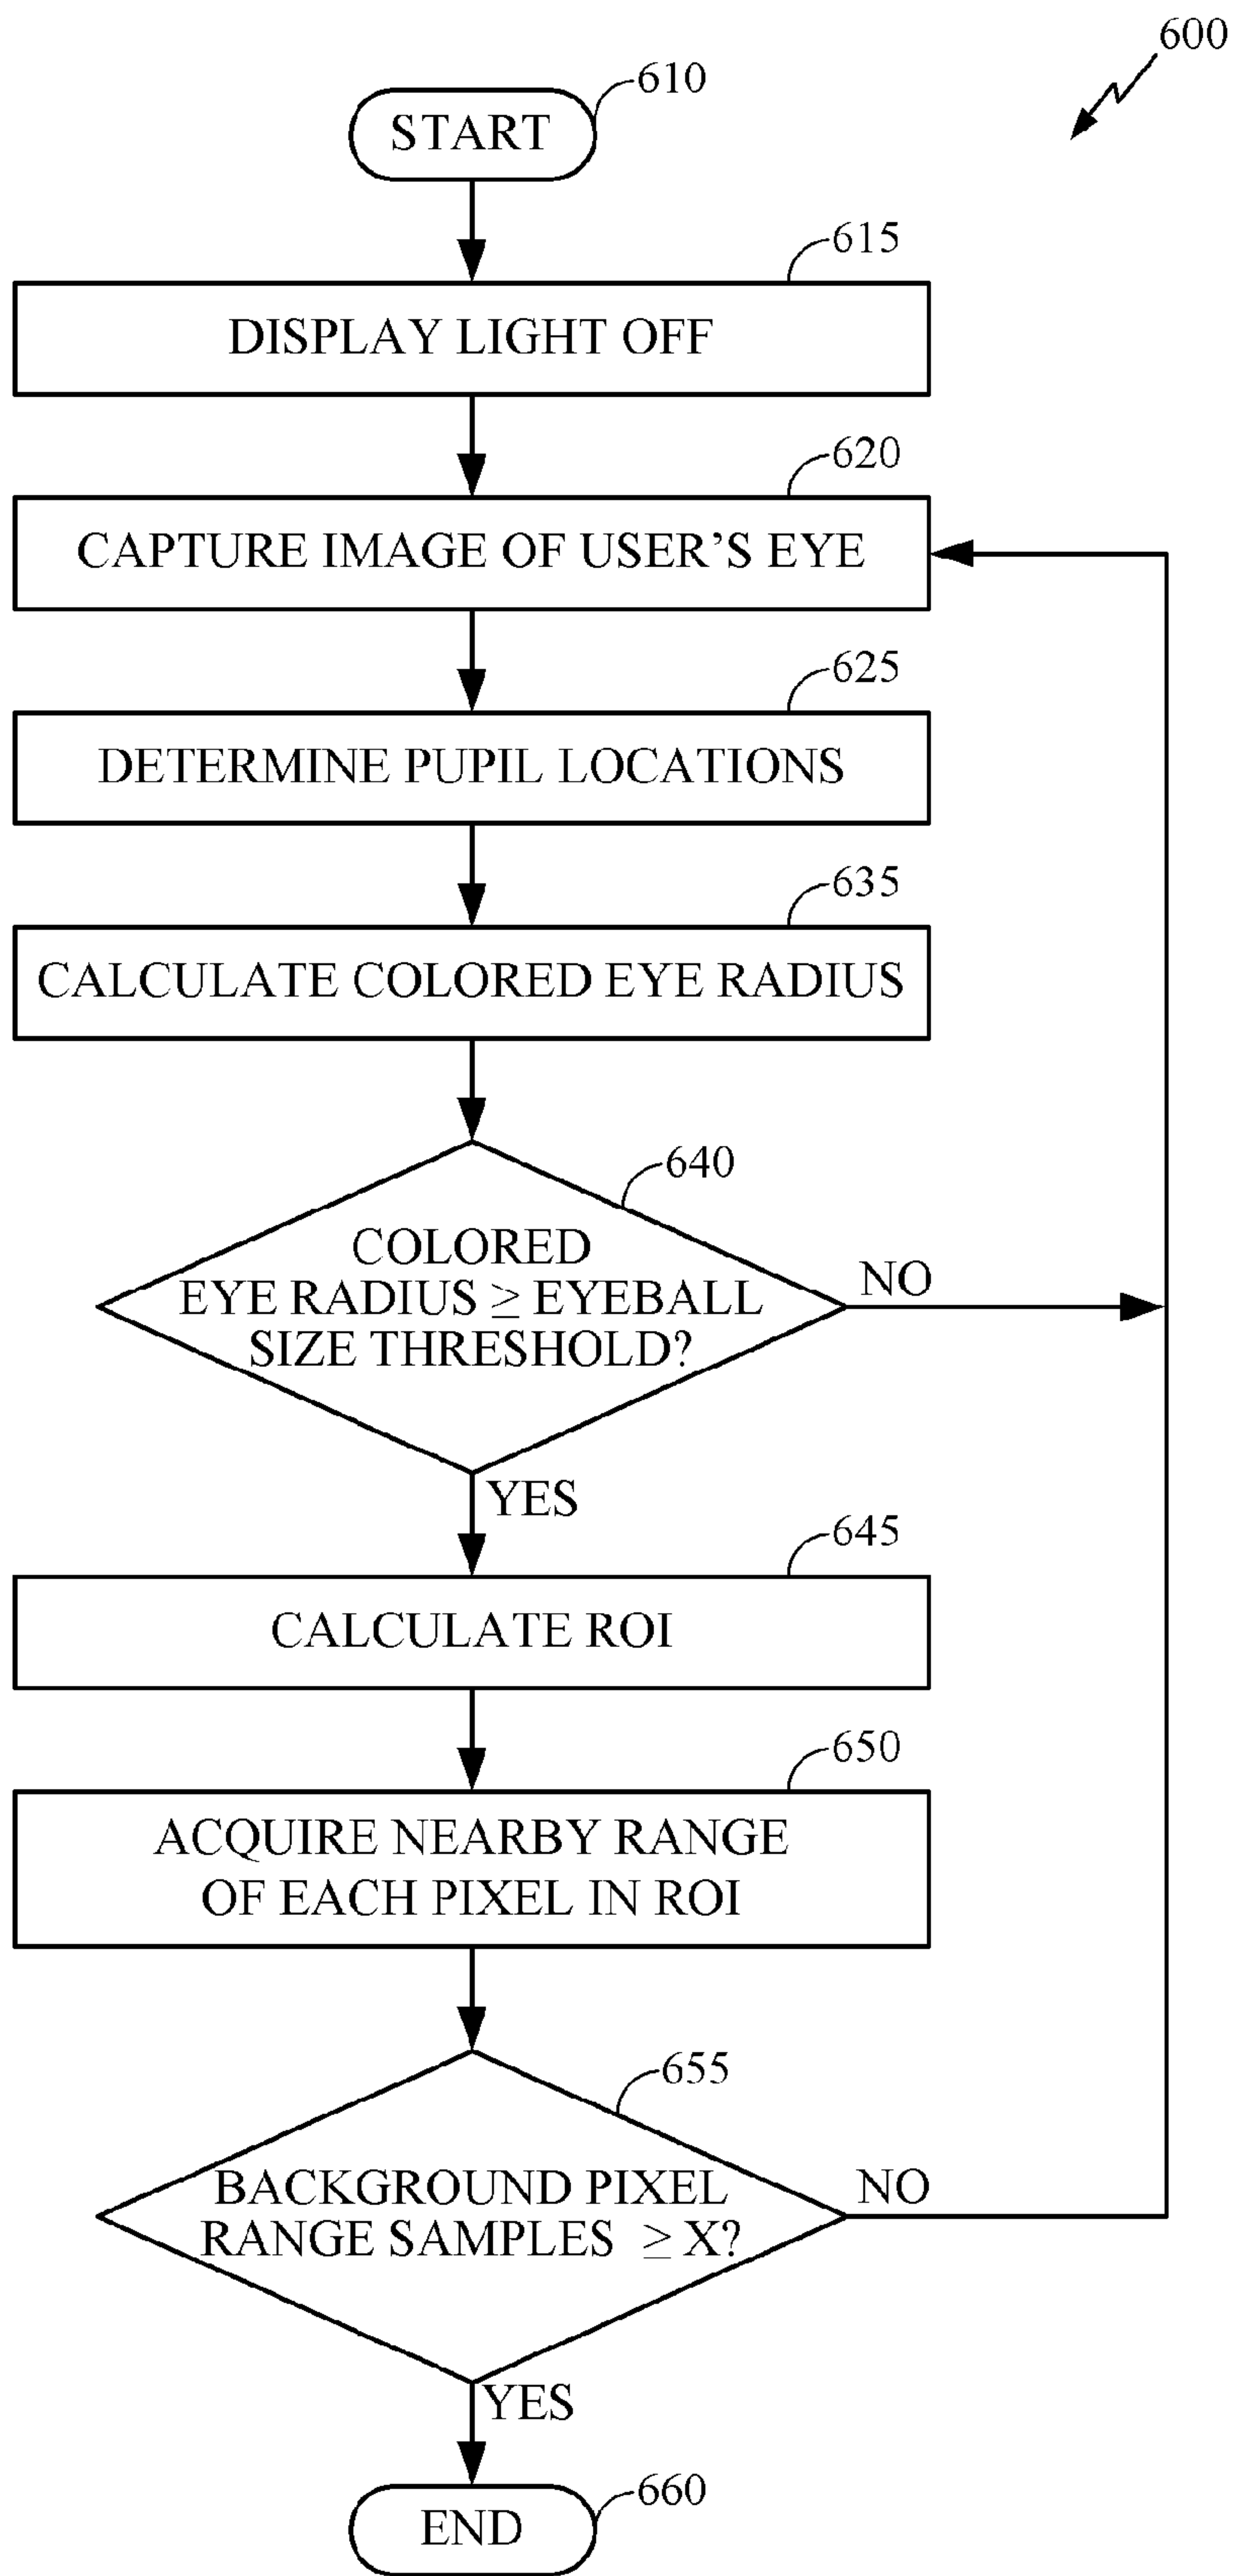 600
610
START
615
DISPLAY LIGHT OFF
620
CAPTURE IMAGE OF USER’S EYE
625
DETERMINE PUPIL LOCATIONS
635
CALCULATE COLORED EYE RADIUS
640
COLORED
EYE RADIUS ≥ EYEBALL
SIZE THRESHOLD?
NO
YES
645
CALCULATE ROI
650
ACQUIRE NEARBY RANGE
OF EACH PIXEL IN ROI
655
BACKGROUND PIXEL
RANGE SAMPLES ≥ X?
NO
YES
660
END